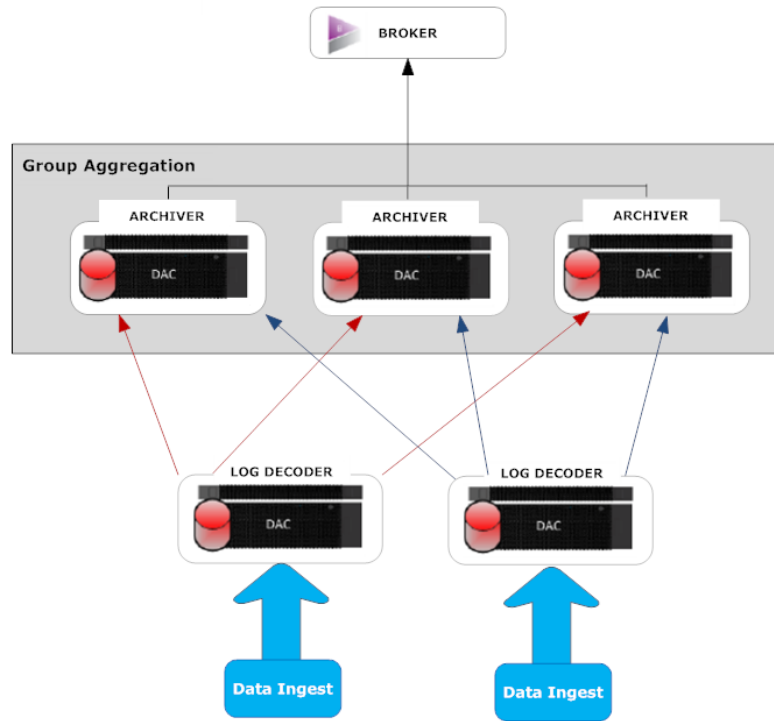 BROKER
Group Aggregation
ARCHIVER
ARCHIVER
ARCHIVER
DAC
DAC
DAC
LOG DECODER
LOG DECODER
DAC
DAC
Data Ingest
Data Ingest